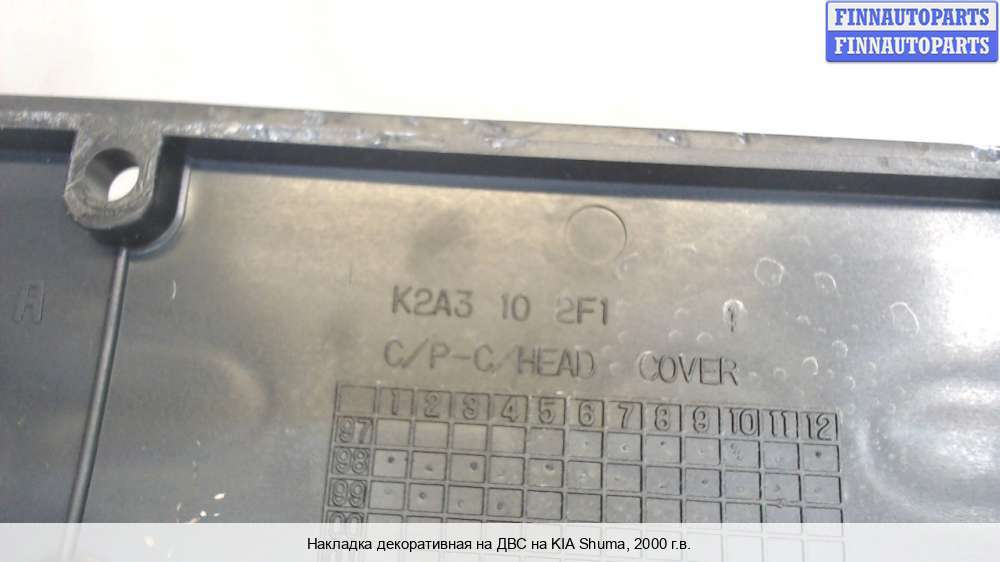 FINNAUTOPARTS
FINNAUTOPARTS
A
K2A3 10 2F1 1
C/P-C/HEAD COVER
1 2 3 4 5 6 7 8 9 10 11 12
97
98
99
Накладка декоративная на ДВС на KIA Shuma, 2000 г.в.